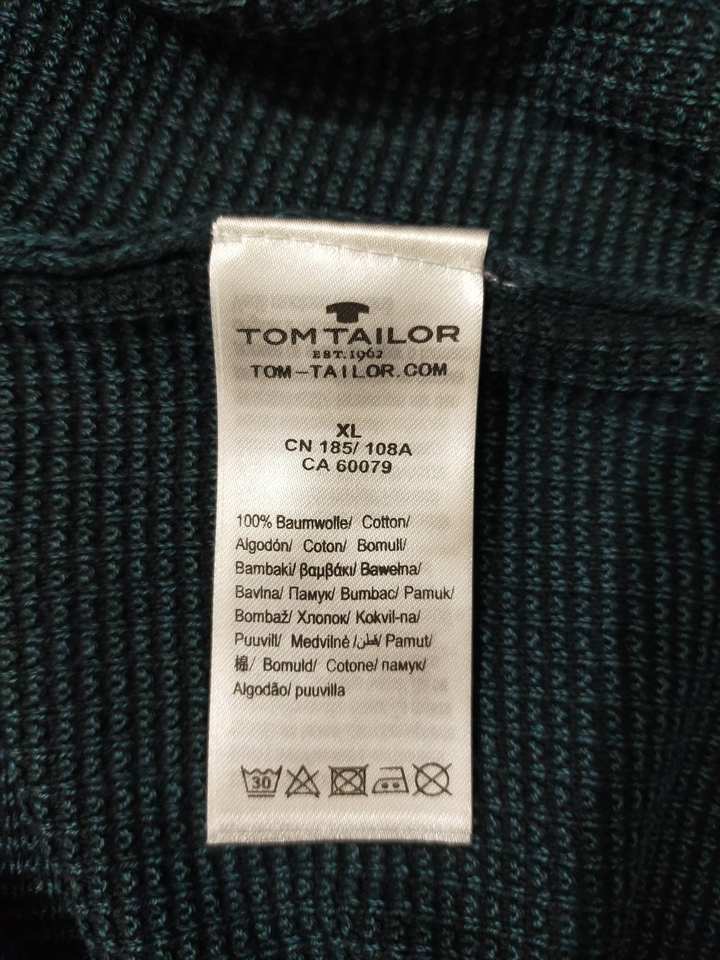 TOM TAILOR
EST. 1962
TOM-TAILOR.COM
XL
CN 185/ 108A
CA 60079
100% Baumwolle/ Cotton/
Algodón/ Coton/ Bomull/
Bambaki/ βαμβάκι/ Bawełna/
Bavlna/ Памук/ Bumbac/ Pamuk/
Bombaž/ Хлопок/ Kokvil-na/
Puuvill/ Medvilnė/ قطن/ Pamut/
棉/ Bomuld/ Cotone/ памук/
Algodão/ puuvilla
30